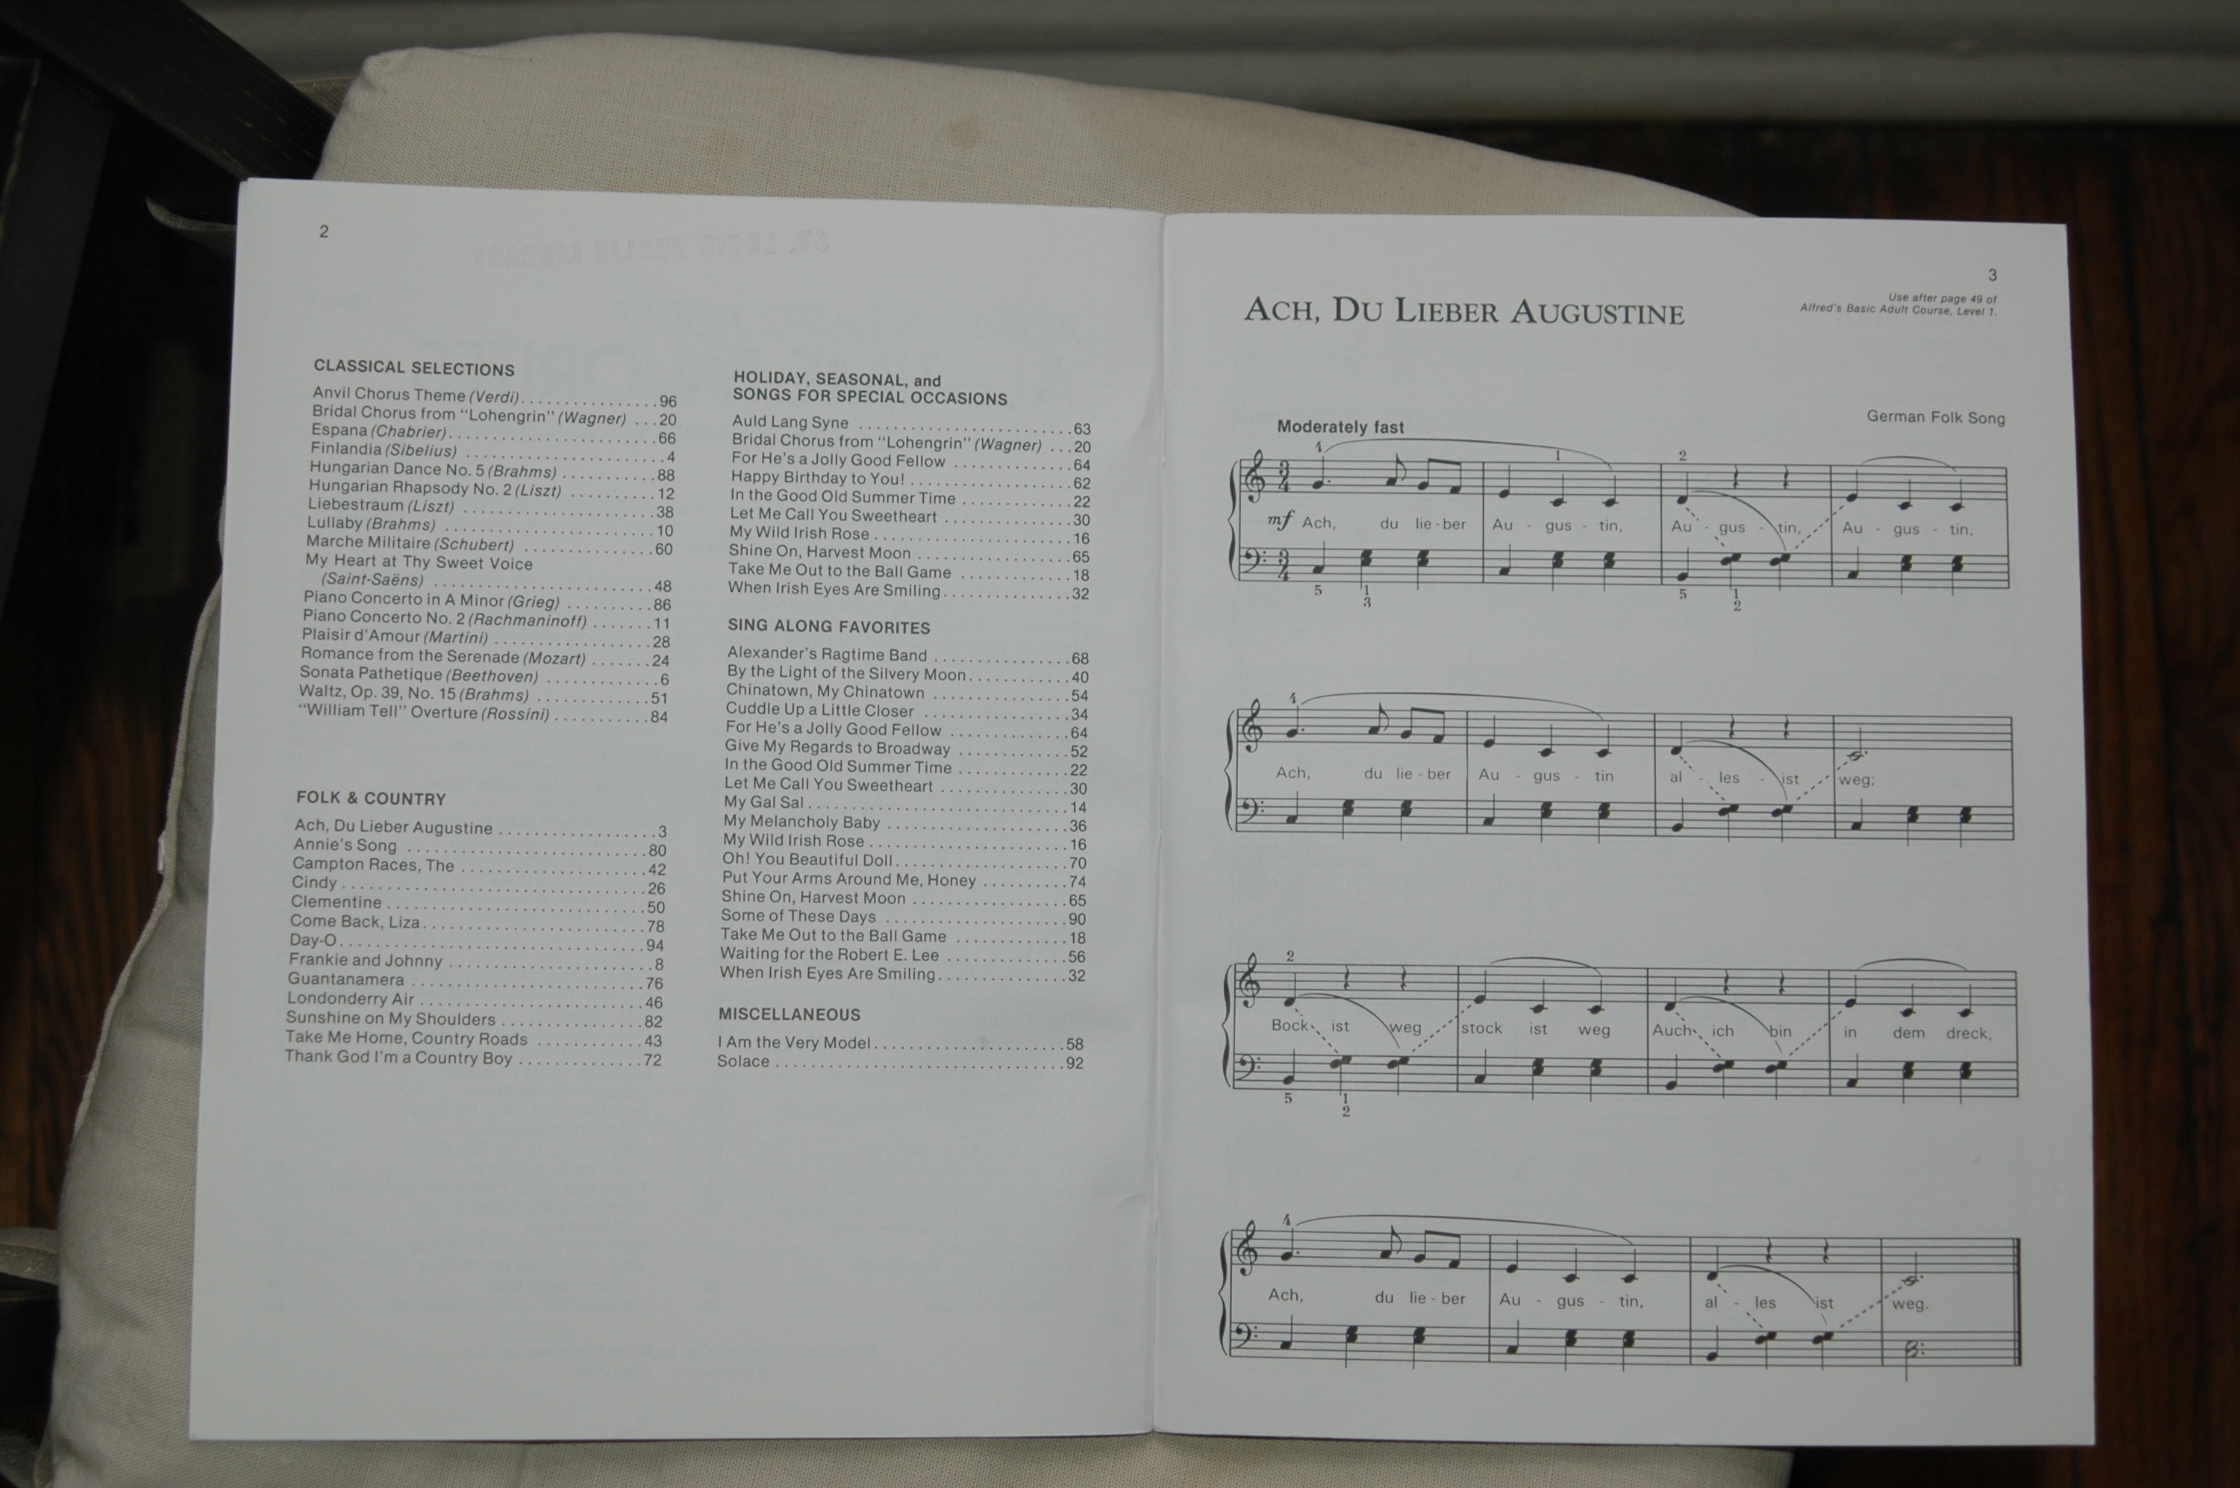 2
CLASSICAL SELECTIONS
Anvil Chorus Theme (Verdi)................96
Bridal Chorus from "Lohengrin" (Wagner) ...20
Espana (Chabrier)........................66
Finlandia (Sibelius) ......................4
Hungarian Dance No. 5 (Brahms) ..........88
Hungarian Rhapsody No. 2 (Liszt) ..........12
Liebestraum (Liszt) ......................38
Lullaby (Brahms) ........................10
Marche Militaire (Schubert) ..............60
My Heart at Thy Sweet Voice
(Saint-Saëns) ........................48
Piano Concerto in A Minor (Grieg) .........86
Piano Concerto No. 2 (Rachmaninoff) .......11
Plaisir d'Amour (Martini) .................28
Romance from the Serenade (Mozart) .......24
Sonata Pathetique (Beethoven) ............6
Waltz, Op. 39, No. 15 (Brahms) ............51
"William Tell" Overture (Rossini) ..........84
FOLK & COUNTRY
Ach, Du Lieber Augustine .................3
Annie's Song ..........................80
Campton Races, The ....................42
Cindy .................................26
Clementine ............................50
Come Back, Liza........................78
Day-O.................................94
Frankie and Johnny ......................8
Guantanamera .........................76
Londonderry Air ........................46
Sunshine on My Shoulders ...............82
Take Me Home, Country Roads ...........43
Thank God I'm a Country Boy .............72
HOLIDAY, SEASONAL, and
SONGS FOR SPECIAL OCCASIONS
Auld Lang Syne .......................63
Bridal Chorus from "Lohengrin" (Wagner) ...20
For He's a Jolly Good Fellow .............64
Happy Birthday to You! ..................62
In the Good Old Summer Time ............22
Let Me Call You Sweetheart ..............30
My Wild Irish Rose ......................16
Shine On, Harvest Moon .................65
Take Me Out to the Ball Game ............18
When Irish Eyes Are Smiling..............32
SING ALONG FAVORITES
Alexander's Ragtime Band ...............68
By the Light of the Silvery Moon...........40
Chinatown, My Chinatown ...............54
Cuddle Up a Little Closer ................34
For He's a Jolly Good Fellow .............64
Give My Regards to Broadway ............52
In the Good Old Summer Time ............22
Let Me Call You Sweetheart ..............30
My Gal Sal .............................14
My Melancholy Baby ....................36
My Wild Irish Rose ......................16
Oh! You Beautiful Doll...................70
Put Your Arms Around Me, Honey .........74
Shine On, Harvest Moon .................65
Some of These Days ....................90
Take Me Out to the Ball Game ............18
Waiting for the Robert E. Lee .............56
When Irish Eyes Are Smiling..............32
MISCELLANEOUS
I Am the Very Model.....................58
Solace ................................92
3
Use after page 49 of
Alfred's Basic Adult Course, Level 1.
ACH, DU LIEBER AUGUSTINE
German Folk Song
Moderately fast
4 1 2
3 4
mf Ach, du lie - ber Au - gus - tin, Au - gus - tin, Au - gus - tin,
3 4
5 1 3 5 1 2
4
Ach, du lie - ber Au - gus - tin al - les - ist weg;
2
Bock ist weg stock ist weg Auch ich bin in dem dreck,
5 1 2
4
Ach, du lie - ber Au - gus - tin, al - les ist weg.